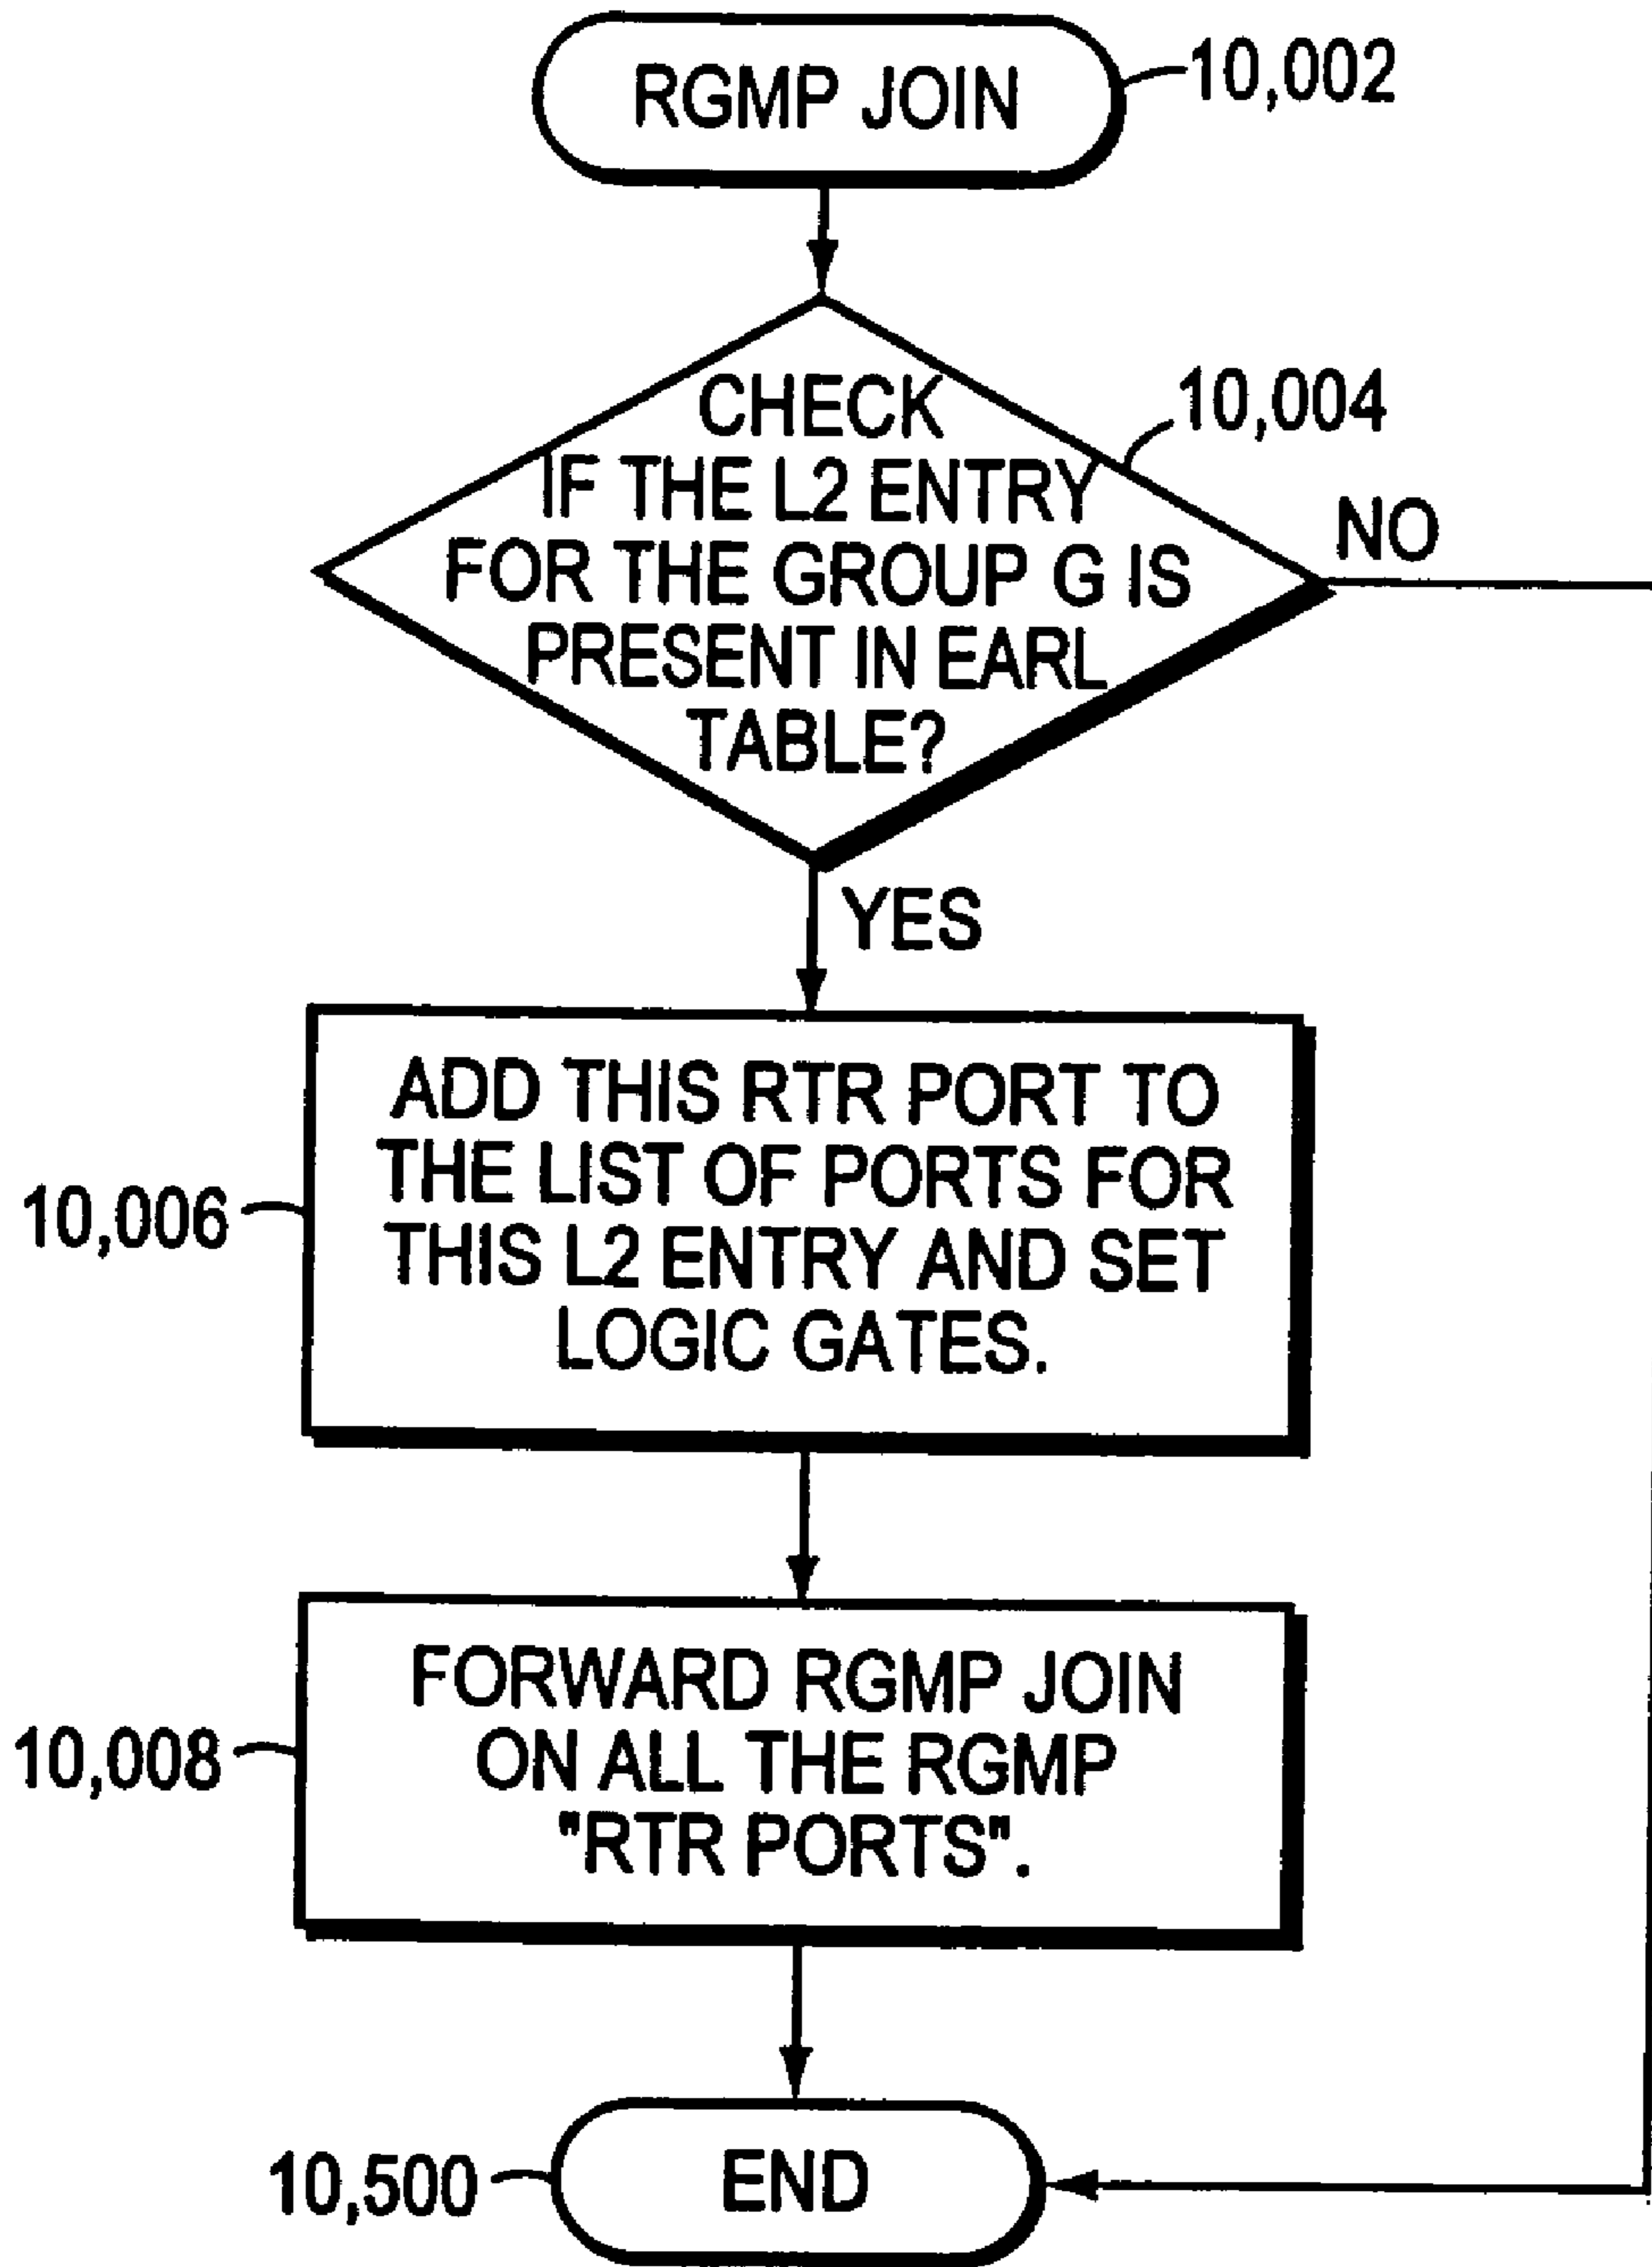 RGMP JOIN
10,002
CHECK
IF THE L2 ENTRY
FOR THE GROUP G IS
PRESENT IN EARL
TABLE?
10,004
NO
YES
ADD THIS RTR PORT TO
THE LIST OF PORTS FOR
THIS L2 ENTRY AND SET
LOGIC GATES.
10,006
FORWARD RGMP JOIN
ON ALL THE RGMP
"RTR PORTS".
10,008
END
10,500